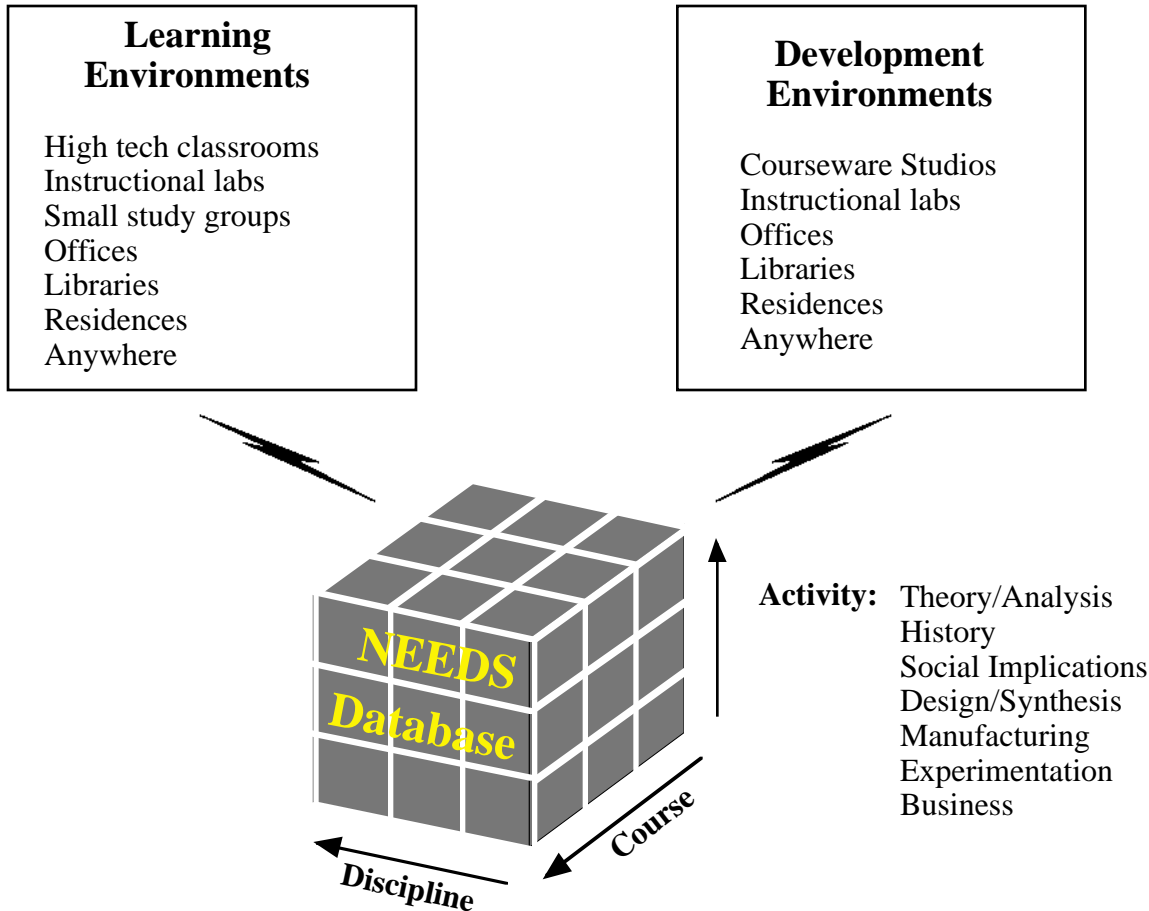 Learning
Environments
High tech classrooms
Instructional labs
Small study groups
Offices
Libraries
Residences
Anywhere
Development
Environments
Courseware Studios
Instructional labs
Offices
Libraries
Residences
Anywhere
NEEDS
Database
Activity: Theory/Analysis
History
Social Implications
Design/Synthesis
Manufacturing
Experimentation
Business
Course
Discipline